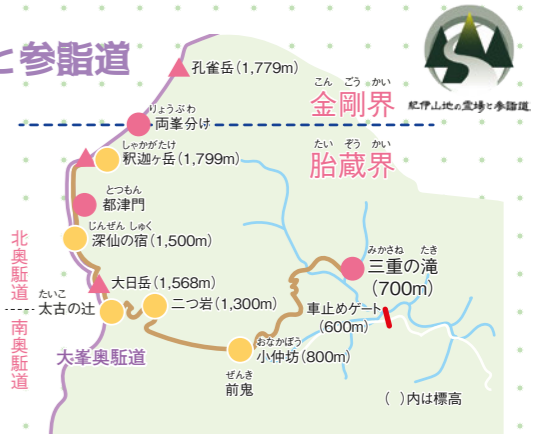 と参詣道
紀伊山地の霊場と参詣道
孔雀岳(1,779m)
こん ごう かい
金剛界
りょうぶわ
両峯分け
たい ぞう かい
胎蔵界
しゃかがたけ
釈迦ヶ岳(1,799m)
とつもん
都津門
じんぜん しゅく
深仙の宿(1,500m)
みかさね たき
三重の滝
(700m)
北奥駈道
大日岳(1,568m)
たいこ
太古の辻
二つ岩(1,300m)
車止めゲート
(600m)
南奥駈道
大峯奥駈道
おなかぼう
小仲坊(800m)
ぜんき
前鬼
( )内は標高